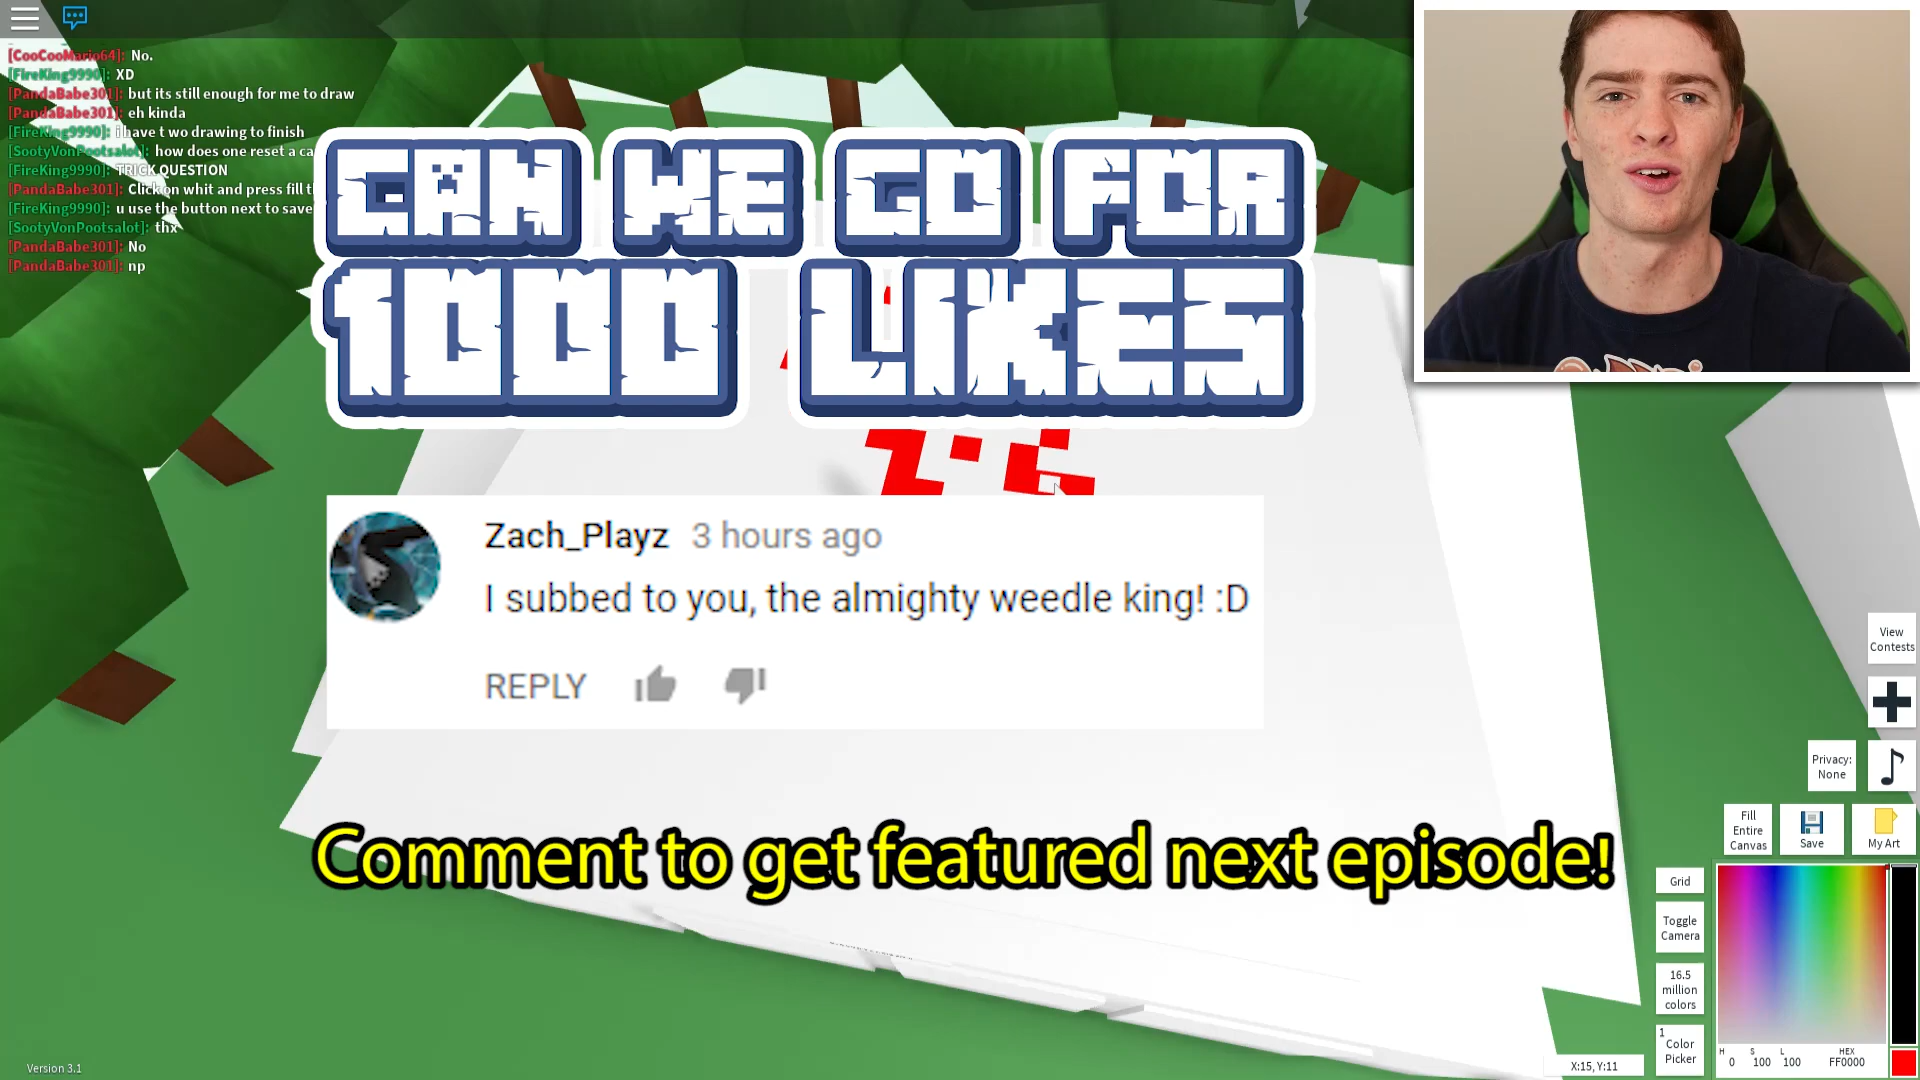 [CooCooMario64]: No.
[FireKing9990]: XD
[PandaBabe301]: but its still enough for me to draw
[PandaBabe301]: eh kinda
[FireKing9990]: i have t wo drawing to finish
[SootyVonPootsalot]: how does one reset a ca
[FireKing9990]: TRICK QUESTION
[PandaBabe301]: Click on whit and press fill th
[FireKing9990]: u use the button next to save
[SootyVonPootsalot]: thx
[PandaBabe301]: No
[PandaBabe301]: np
CAN WE GO FOR
1000 LIKES
Zach_Playz 3 hours ago
I subbed to you, the almighty weedle king! :D
REPLY
Comment to get featured next episode!
View
Contests
Privacy:
None
Fill
Entire
Canvas
Save
My Art
Grid
Toggle
Camera
16.5
million
colors
1
Color
Picker
H S L HEX
0 100 100 FF0000
X:15, Y:11
Version 3.1